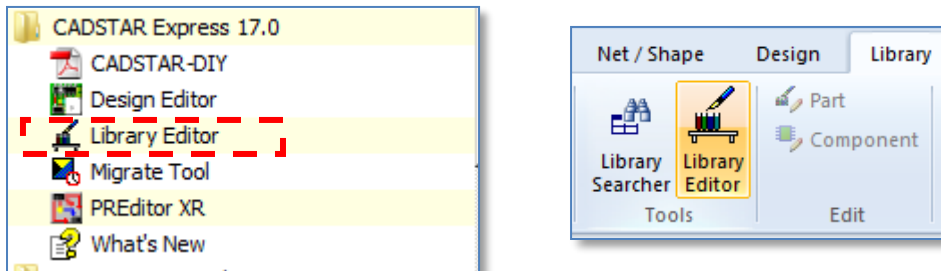 CADSTAR Express 17.0
CADSTAR-DIY
Design Editor
Library Editor
Migrate Tool
PREditor XR
What's New
Net / Shape Design Library
Library Searcher
Library Editor
Part
Component
Tools
Edit